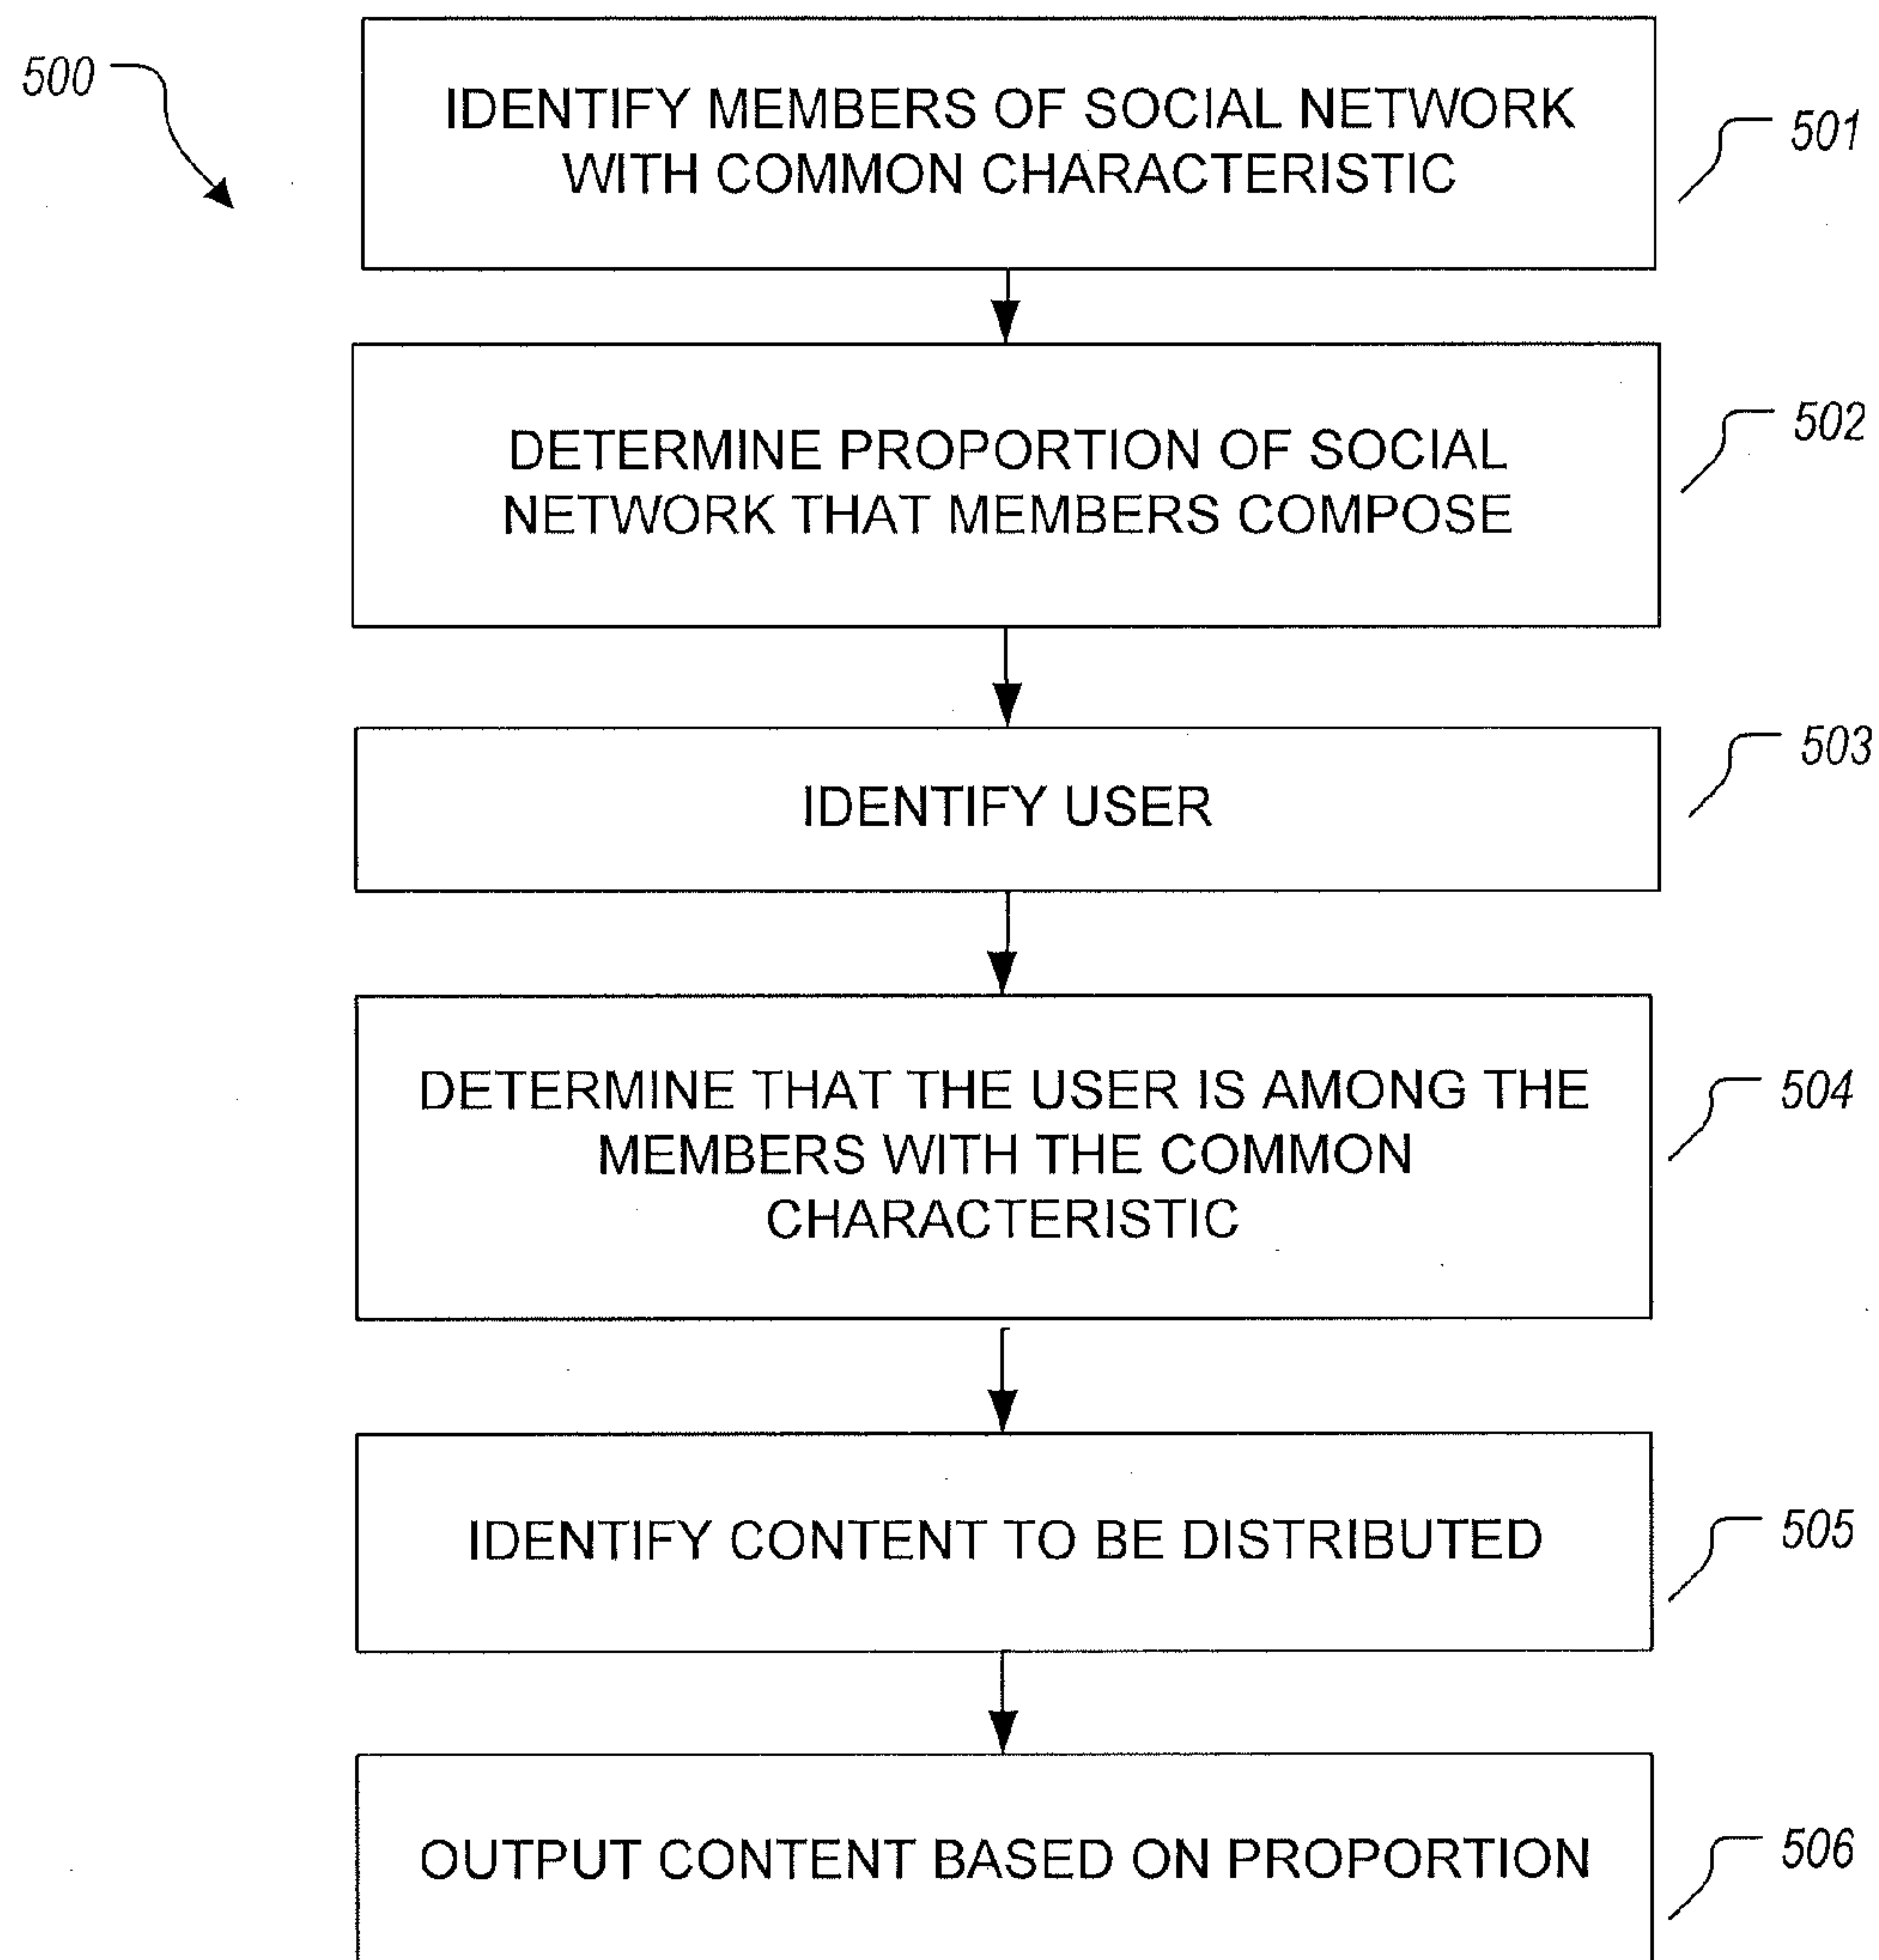 500
IDENTIFY MEMBERS OF SOCIAL NETWORK
WITH COMMON CHARACTERISTIC
501
DETERMINE PROPORTION OF SOCIAL
NETWORK THAT MEMBERS COMPOSE
502
IDENTIFY USER
503
DETERMINE THAT THE USER IS AMONG THE
MEMBERS WITH THE COMMON
CHARACTERISTIC
504
IDENTIFY CONTENT TO BE DISTRIBUTED
505
OUTPUT CONTENT BASED ON PROPORTION
506